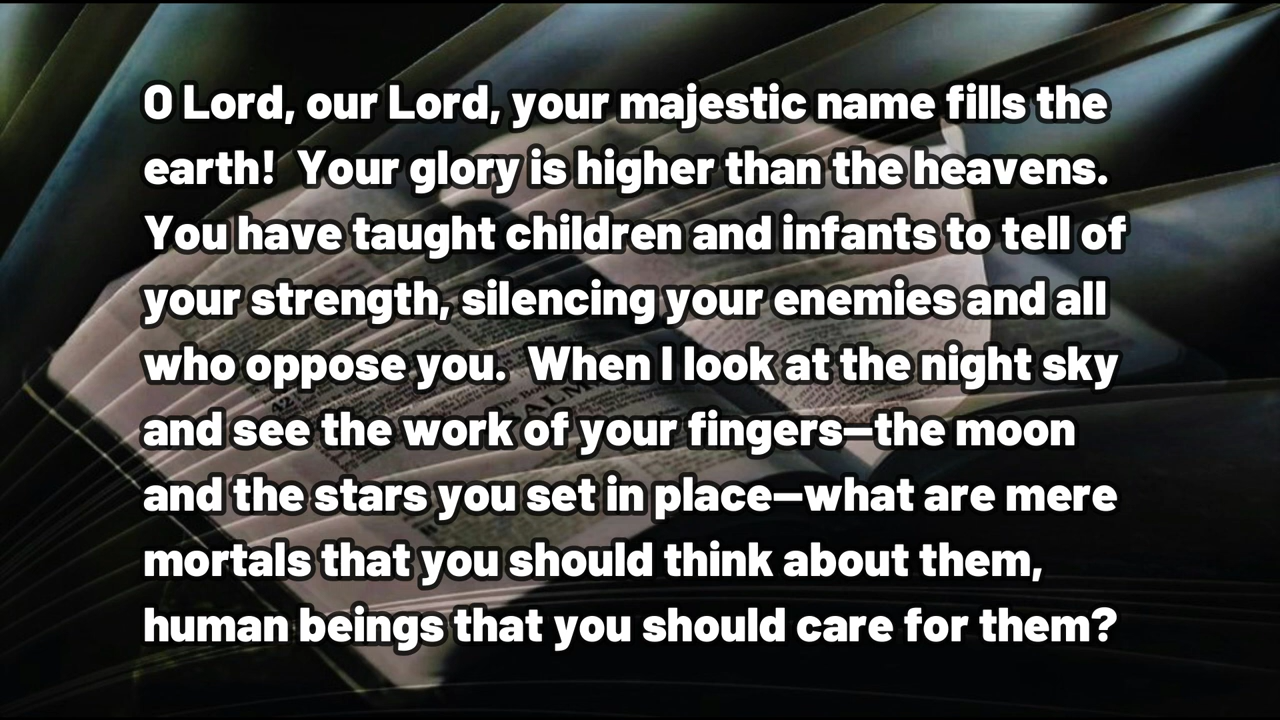 O Lord, our Lord, your majestic name fills the
earth!  Your glory is higher than the heavens.
You have taught children and infants to tell of
your strength, silencing your enemies and all
who oppose you.  When I look at the night sky
and see the work of your fingers—the moon
and the stars you set in place—what are mere
mortals that you should think about them,
human beings that you should care for them?